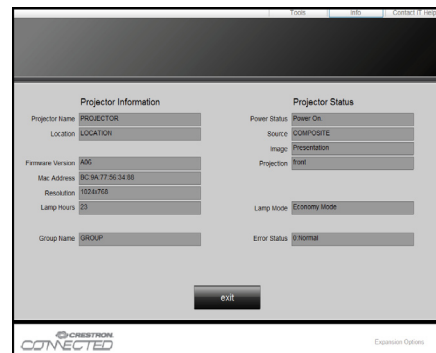 Tools Info Contact IT Help
Projector Information
Projector Name PROJECTOR
Location LOCATION
Firmware Version A06
Mac Address BC:9A:77:56:34:88
Resolution 1024x768
Lamp Hours 23
Group Name GROUP
Projector Status
Power Status Power On.
Source COMPOSITE
Image Presentation
Projection front
Lamp Mode Economy Mode
Error Status 0:Normal
exit
CRESTRON
CONNECTED
Expansion Options